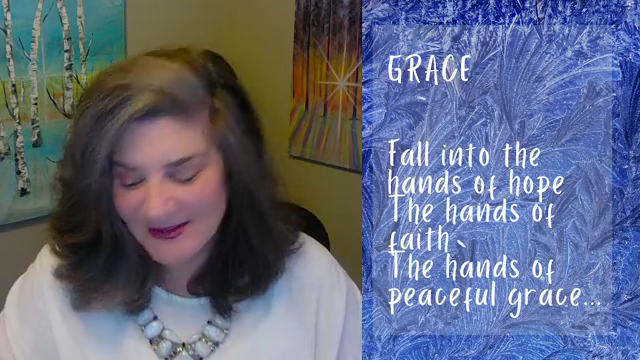 GRACE
Fall into the
hands of hope
The hands of
faith
The hands of
peaceful grace...